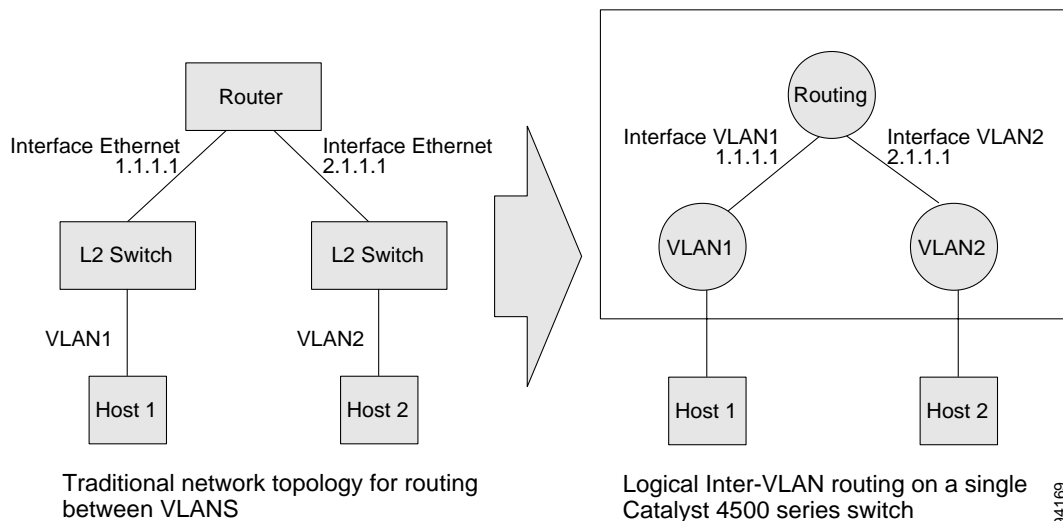 Router
Interface Ethernet
1.1.1.1
Interface Ethernet
2.1.1.1
L2 Switch
L2 Switch
VLAN1
VLAN2
Host 1
Host 2
Traditional network topology for routing
between VLANS
Routing
Interface VLAN1
1.1.1.1
Interface VLAN2
2.1.1.1
VLAN1
VLAN2
Host 1
Host 2
Logical Inter-VLAN routing on a single
Catalyst 4500 series switch